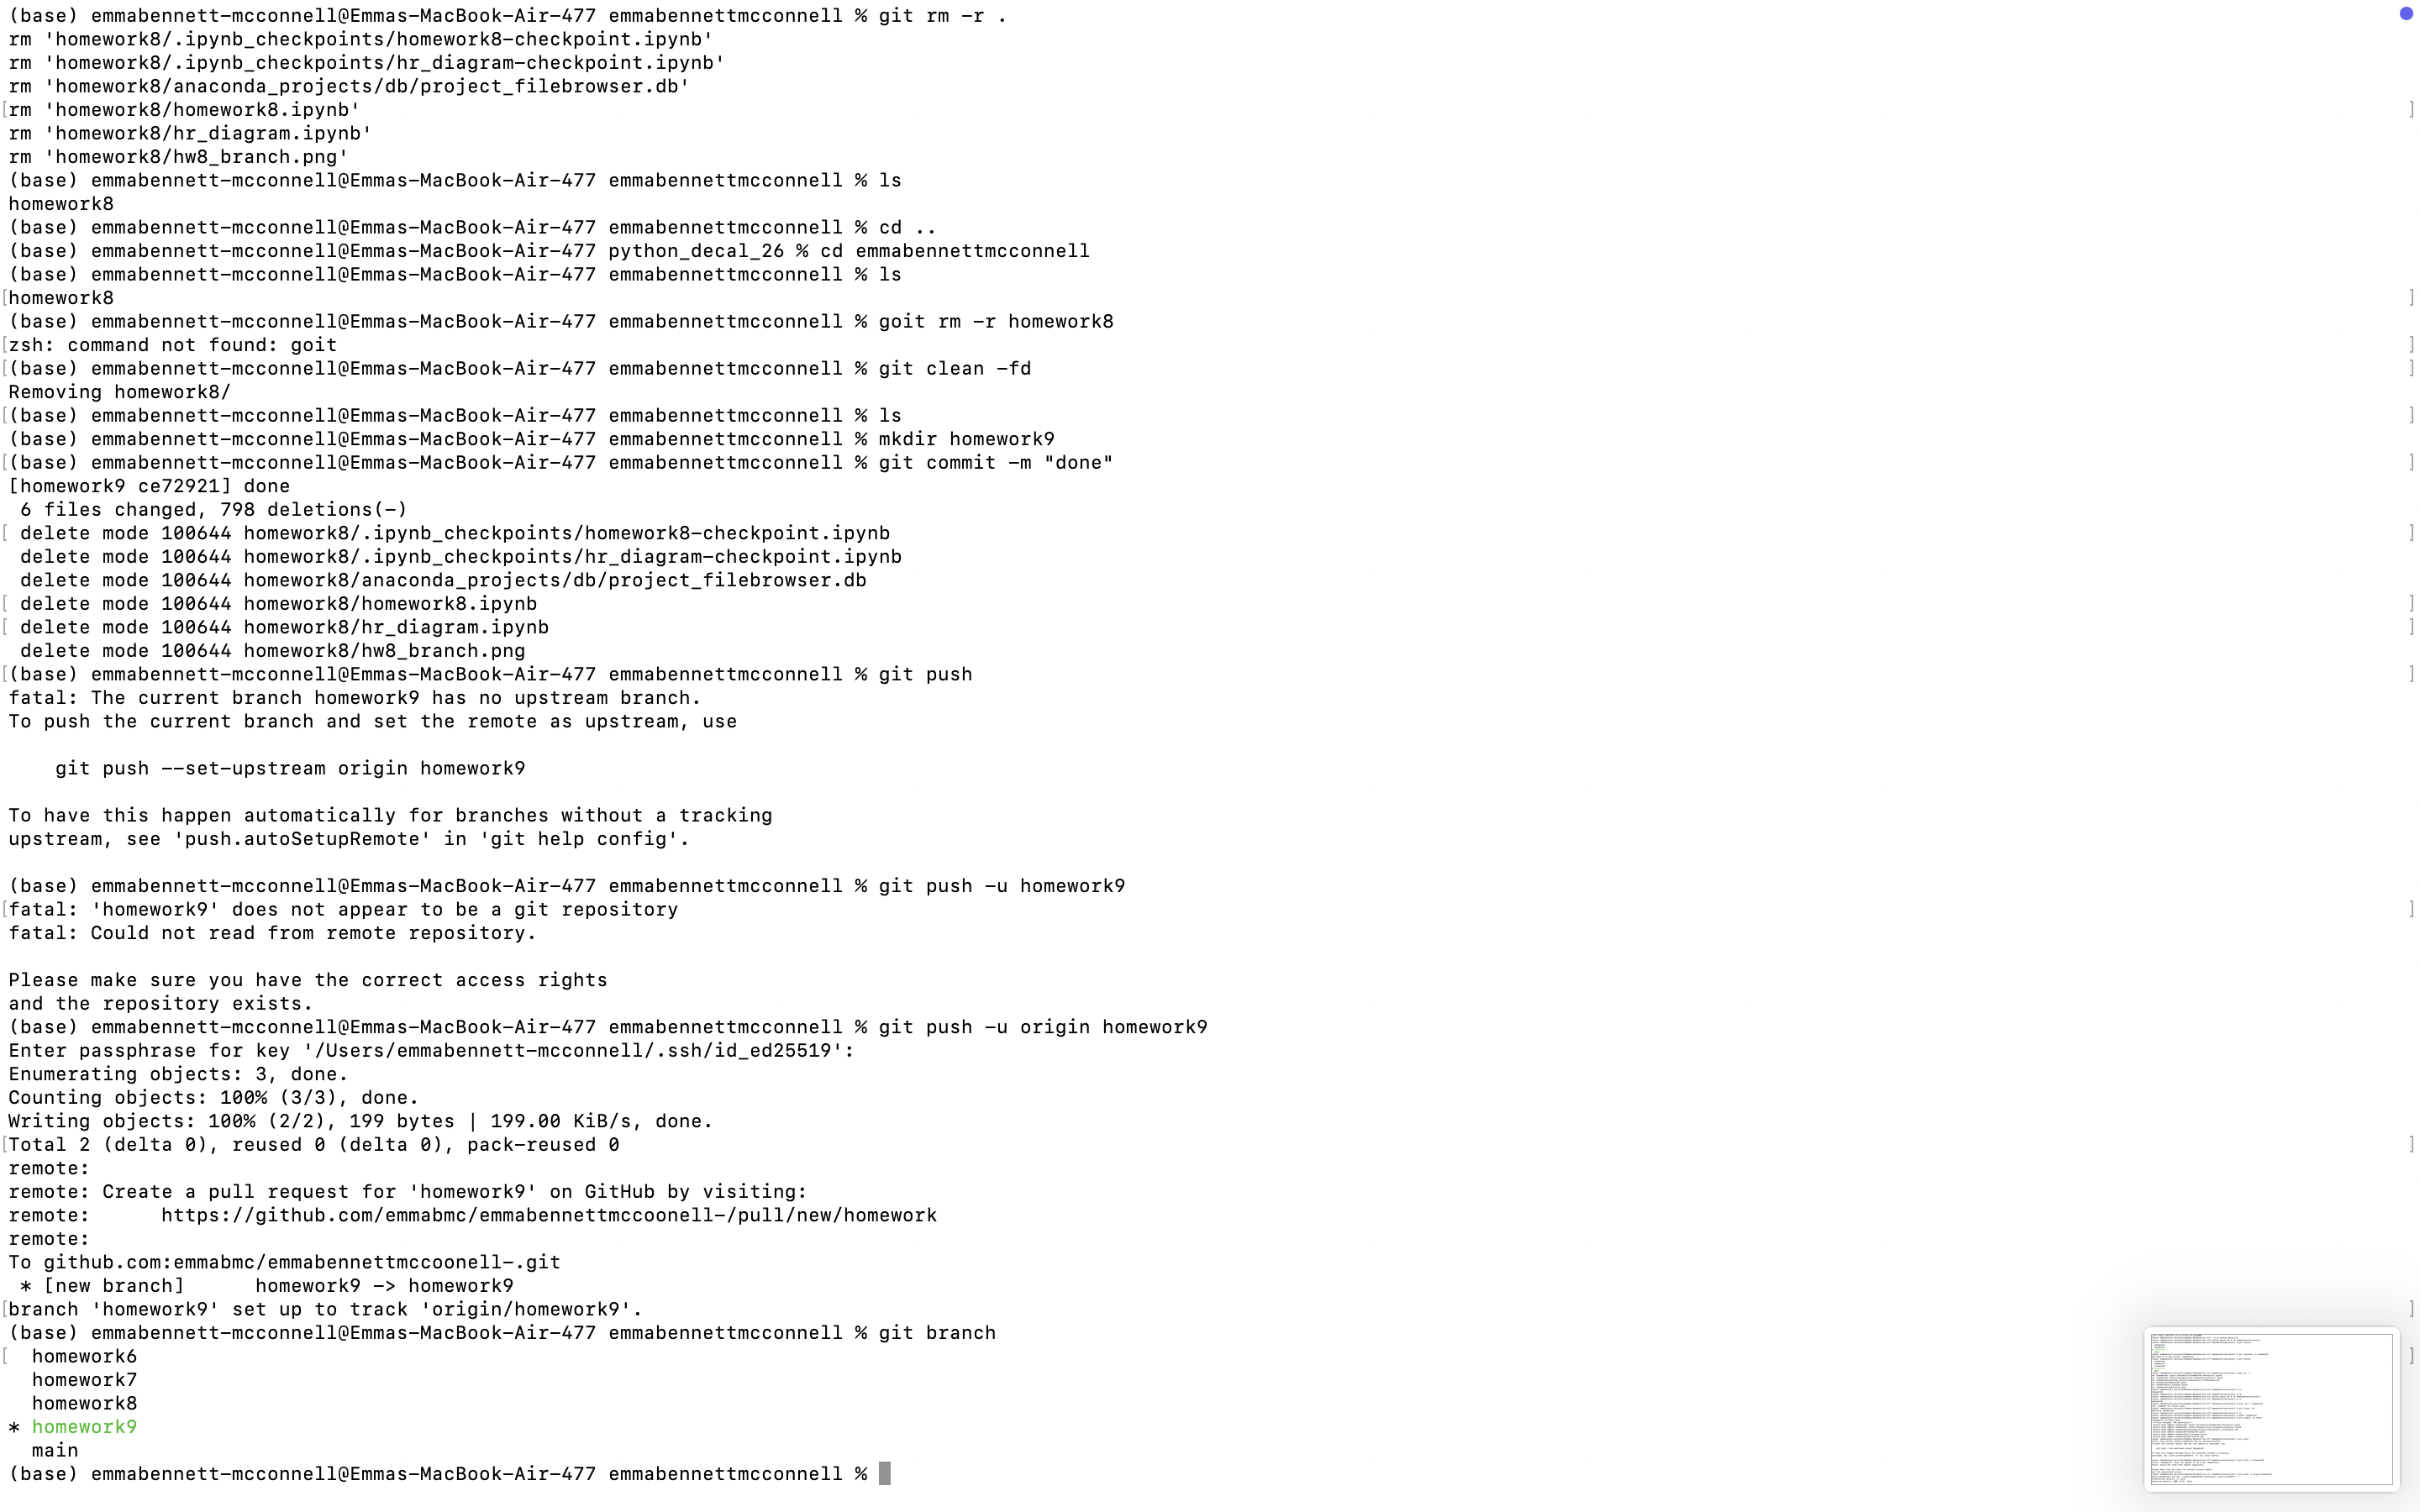 (base) emmabennett-mcconnell@Emmas-MacBook-Air-477 emmabennettmcconnell % git rm -r .
rm 'homework8/.ipynb_checkpoints/homework8-checkpoint.ipynb'
rm 'homework8/.ipynb_checkpoints/hr_diagram-checkpoint.ipynb'
rm 'homework8/anaconda_projects/db/project_filebrowser.db'
[rm 'homework8/homework8.ipynb' ]
rm 'homework8/hr_diagram.ipynb'
rm 'homework8/hw8_branch.png'
(base) emmabennett-mcconnell@Emmas-MacBook-Air-477 emmabennettmcconnell % ls
homework8
(base) emmabennett-mcconnell@Emmas-MacBook-Air-477 emmabennettmcconnell % cd ..
(base) emmabennett-mcconnell@Emmas-MacBook-Air-477 python_decal_26 % cd emmabennettmcconnell
(base) emmabennett-mcconnell@Emmas-MacBook-Air-477 emmabennettmcconnell % ls
[homework8 ]
(base) emmabennett-mcconnell@Emmas-MacBook-Air-477 emmabennettmcconnell % goit rm -r homework8
[zsh: command not found: goit ]
[(base) emmabennett-mcconnell@Emmas-MacBook-Air-477 emmabennettmcconnell % git clean -fd ]
Removing homework8/
[(base) emmabennett-mcconnell@Emmas-MacBook-Air-477 emmabennettmcconnell % ls ]
(base) emmabennett-mcconnell@Emmas-MacBook-Air-477 emmabennettmcconnell % mkdir homework9
[(base) emmabennett-mcconnell@Emmas-MacBook-Air-477 emmabennettmcconnell % git commit -m "done" ]
[homework9 ce72921] done
 6 files changed, 798 deletions(-)
[ delete mode 100644 homework8/.ipynb_checkpoints/homework8-checkpoint.ipynb ]
 delete mode 100644 homework8/.ipynb_checkpoints/hr_diagram-checkpoint.ipynb
 delete mode 100644 homework8/anaconda_projects/db/project_filebrowser.db
[ delete mode 100644 homework8/homework8.ipynb ]
[ delete mode 100644 homework8/hr_diagram.ipynb ]
 delete mode 100644 homework8/hw8_branch.png
[(base) emmabennett-mcconnell@Emmas-MacBook-Air-477 emmabennettmcconnell % git push ]
fatal: The current branch homework9 has no upstream branch.
To push the current branch and set the remote as upstream, use
    git push --set-upstream origin homework9
To have this happen automatically for branches without a tracking
upstream, see 'push.autoSetupRemote' in 'git help config'.
(base) emmabennett-mcconnell@Emmas-MacBook-Air-477 emmabennettmcconnell % git push -u homework9
[fatal: 'homework9' does not appear to be a git repository ]
fatal: Could not read from remote repository.
Please make sure you have the correct access rights
and the repository exists.
(base) emmabennett-mcconnell@Emmas-MacBook-Air-477 emmabennettmcconnell % git push -u origin homework9
Enter passphrase for key '/Users/emmabennett-mcconnell/.ssh/id_ed25519':
Enumerating objects: 3, done.
Counting objects: 100% (3/3), done.
Writing objects: 100% (2/2), 199 bytes | 199.00 KiB/s, done.
[Total 2 (delta 0), reused 0 (delta 0), pack-reused 0 ]
remote:
remote: Create a pull request for 'homework9' on GitHub by visiting:
remote:      https://github.com/emmabmc/emmabennettmccoonell-/pull/new/homework
remote:
To github.com:emmabmc/emmabennettmccoonell-.git
 * [new branch]      homework9 -> homework9
[branch 'homework9' set up to track 'origin/homework9'. ]
(base) emmabennett-mcconnell@Emmas-MacBook-Air-477 emmabennettmcconnell % git branch
[  homework6 ]
  homework7
  homework8
* homework9
  main
(base) emmabennett-mcconnell@Emmas-MacBook-Air-477 emmabennettmcconnell %